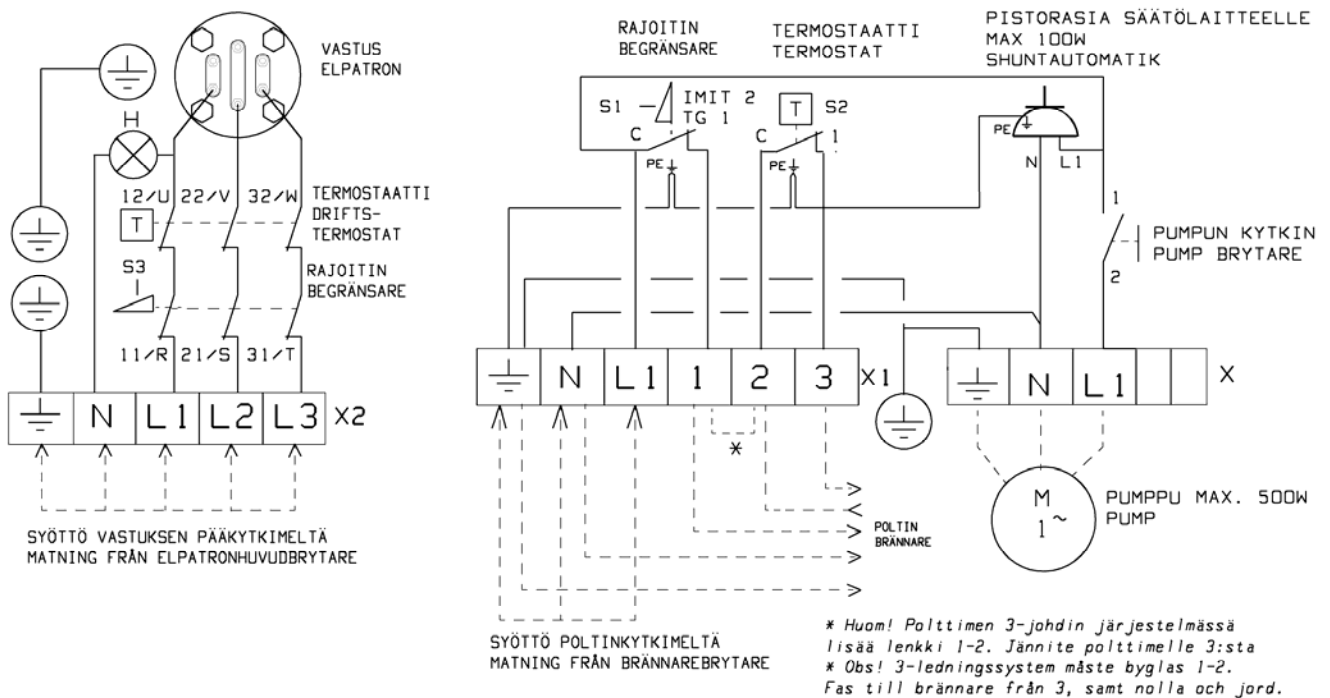 VASTUS
ELPATRON
H
12/U 22/V 32/W
T
TERMOSTAATTI
DRIFTS-
TERMOSTAT
S3
RAJOITIN
BEGRÄNSARE
11/R 21/S 31/T
N L1 L2 L3 X2
SYÖTTÖ VASTUKSEN PÄÄKYTKIMELTÄ
MATNING FRÅN ELPATRONHUVUDBRYTARE
RAJOITIN
BEGRÄNSARE
TERMOSTAATTI
TERMOSTAT
PISTORASIA SÄÄTÖLAITTEELLE
MAX 100W
SHUNTAUTOMATIK
S1
IMIT 2
TG 1
T S2
C
C 1
PE
PE
PE
N L1
1
2
PUMPUN KYTKIN
PUMP BRYTARE
N L1 1 2 3 X1
N L1 X
*
POLTIN
BRÄNNARE
M
1~
PUMPPU MAX. 500W
PUMP
SYÖTTÖ POLTINKYTKIMELTÄ
MATNING FRÅN BRÄNNAREBRYTARE
* Huom! Polttimen 3-johdin järjestelmässä
lisää lenkki 1-2. Jännite polttimelle 3:sta
* Obs! 3-ledningssystem måste byglas 1-2.
Fas till brännare från 3, samt nolla och jord.